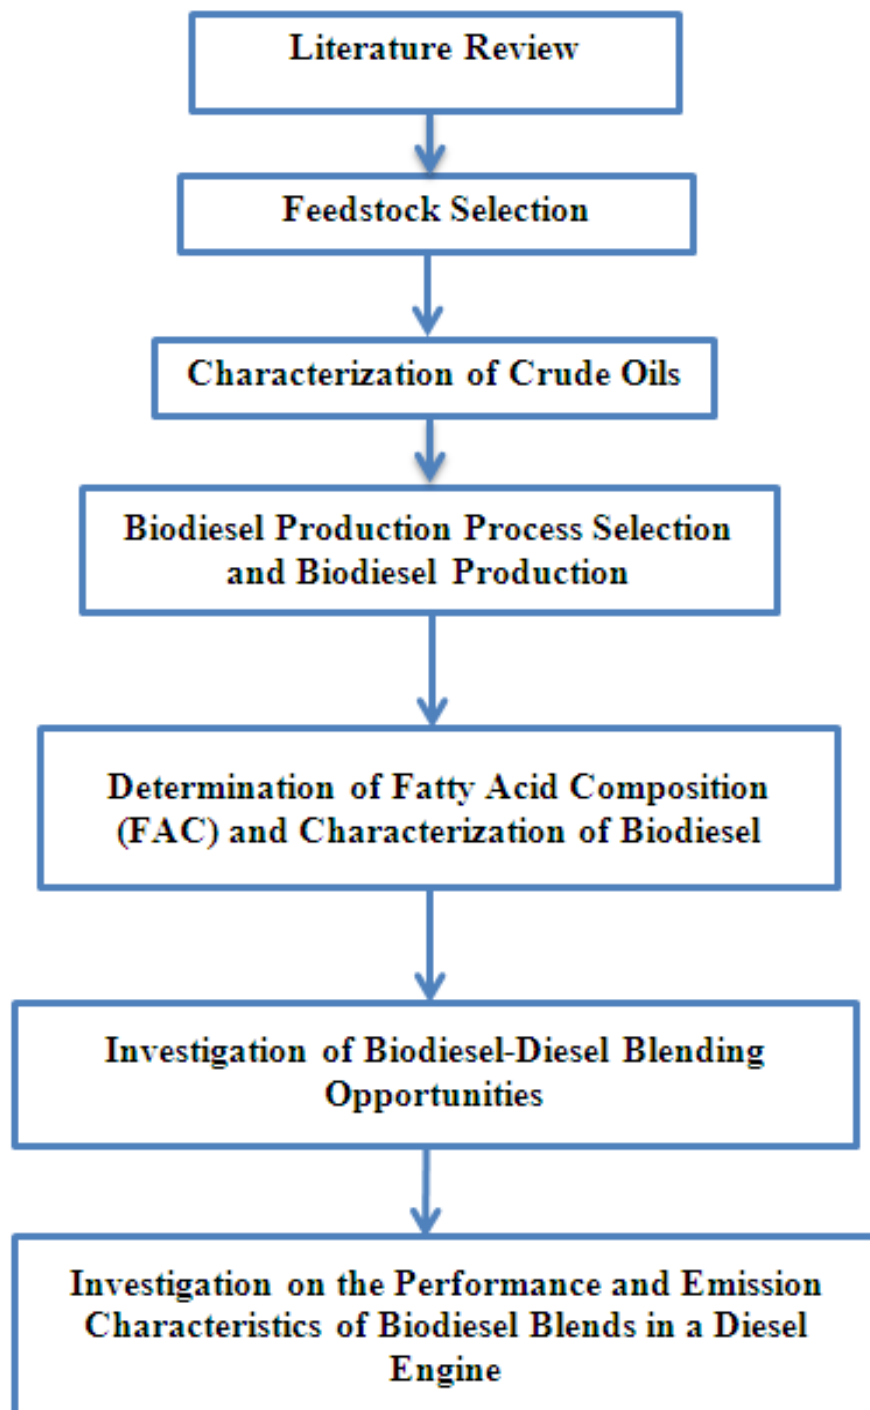 Literature Review
Feedstock Selection
Characterization of Crude Oils
Biodiesel Production Process Selection
and Biodiesel Production
Determination of Fatty Acid Composition
(FAC) and Characterization of Biodiesel
Investigation of Biodiesel-Diesel Blending
Opportunities
Investigation on the Performance and Emission
Characteristics of Biodiesel Blends in a Diesel
Engine